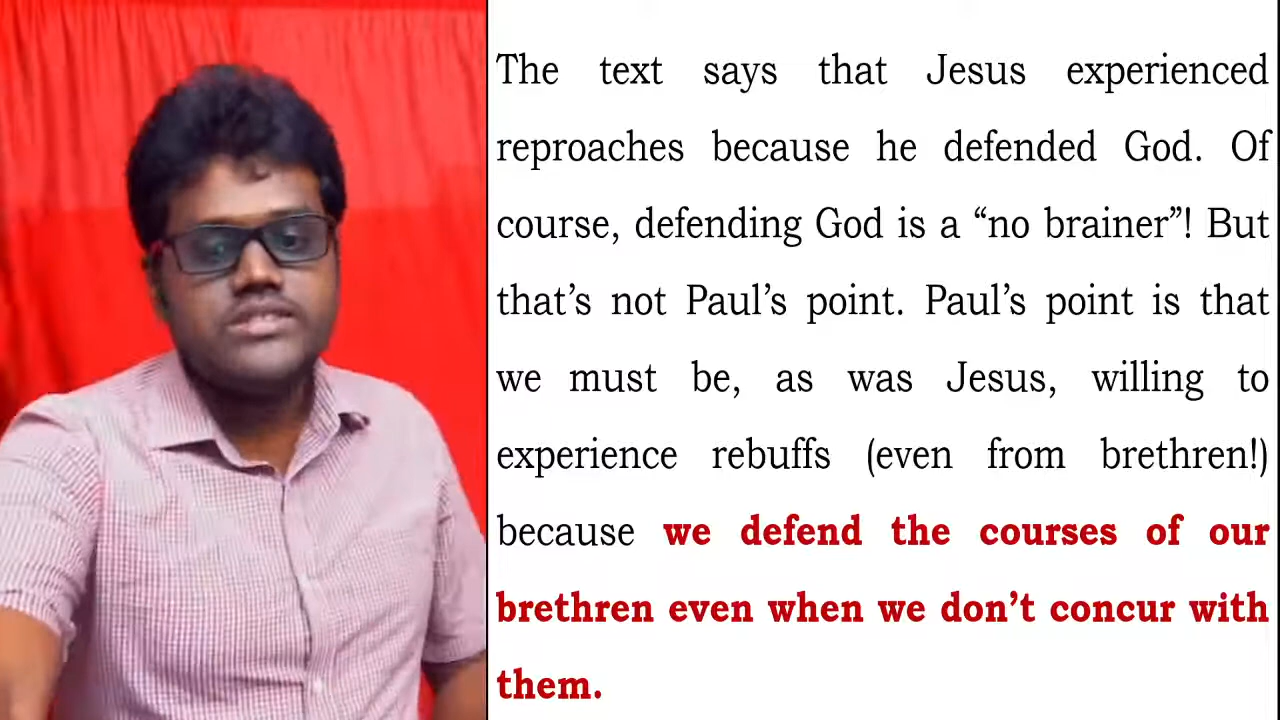 The text says that Jesus experienced
reproaches because he defended God. Of
course, defending God is a “no brainer”! But
that’s not Paul’s point. Paul’s point is that
we must be, as was Jesus, willing to
experience rebuffs (even from brethren!)
because we defend the courses of our
brethren even when we don’t concur with
them.